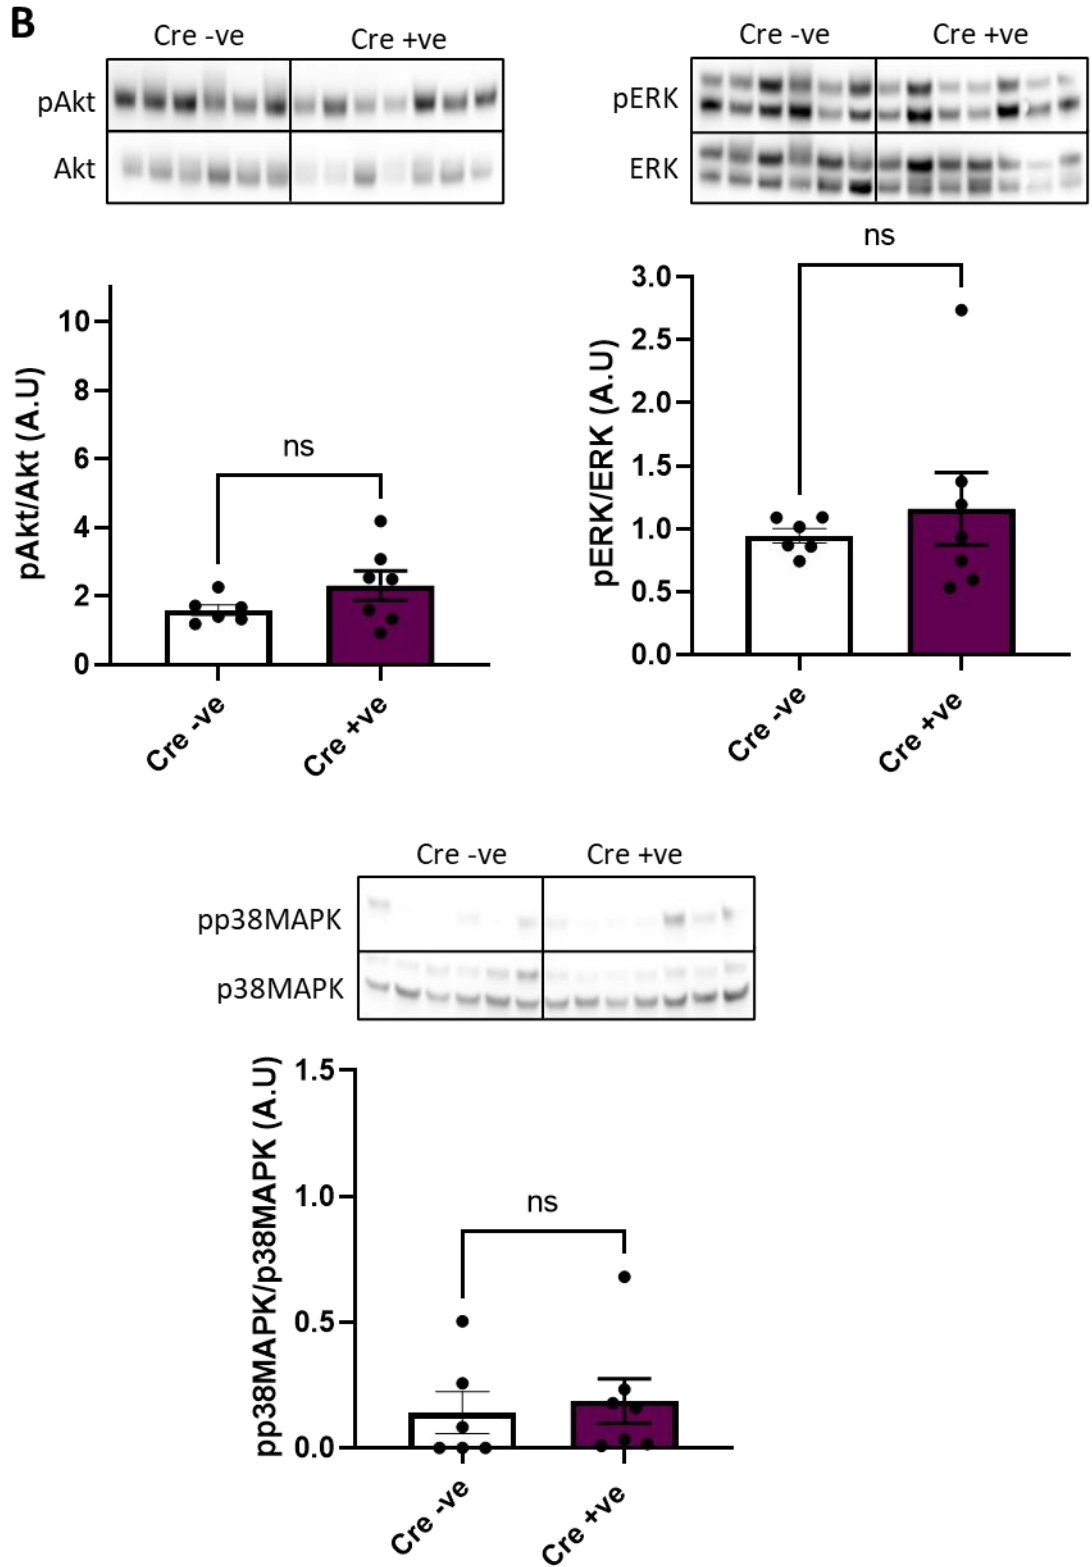 B
Cre -ve Cre +ve
pAkt
Akt
Cre -ve Cre +ve
pERK
ERK
pAkt/Akt (A.U)
10
8
6
4
2
0
ns
Cre -ve
Cre +ve
pERK/ERK (A.U)
3.0
2.5
2.0
1.5
1.0
0.5
0.0
ns
Cre -ve
Cre +ve
Cre -ve Cre +ve
pp38MAPK
p38MAPK
pp38MAPK/p38MAPK (A.U)
1.5
1.0
0.5
0.0
ns
Cre -ve
Cre +ve